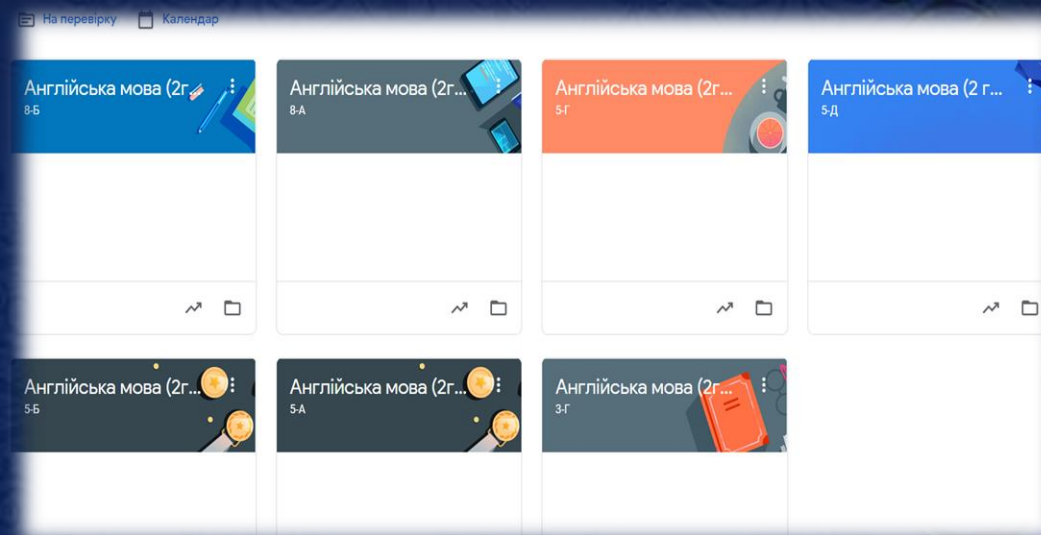 На перевірку Календар
Англійська мова (2г...
8-Б
Англійська мова (2г...
8-А
Англійська мова (2г...
5-Г
Англійська мова (2 г...
5-Д
Англійська мова (2г...
5-Б
Англійська мова (2г...
5-А
Англійська мова (2г...
3-Г